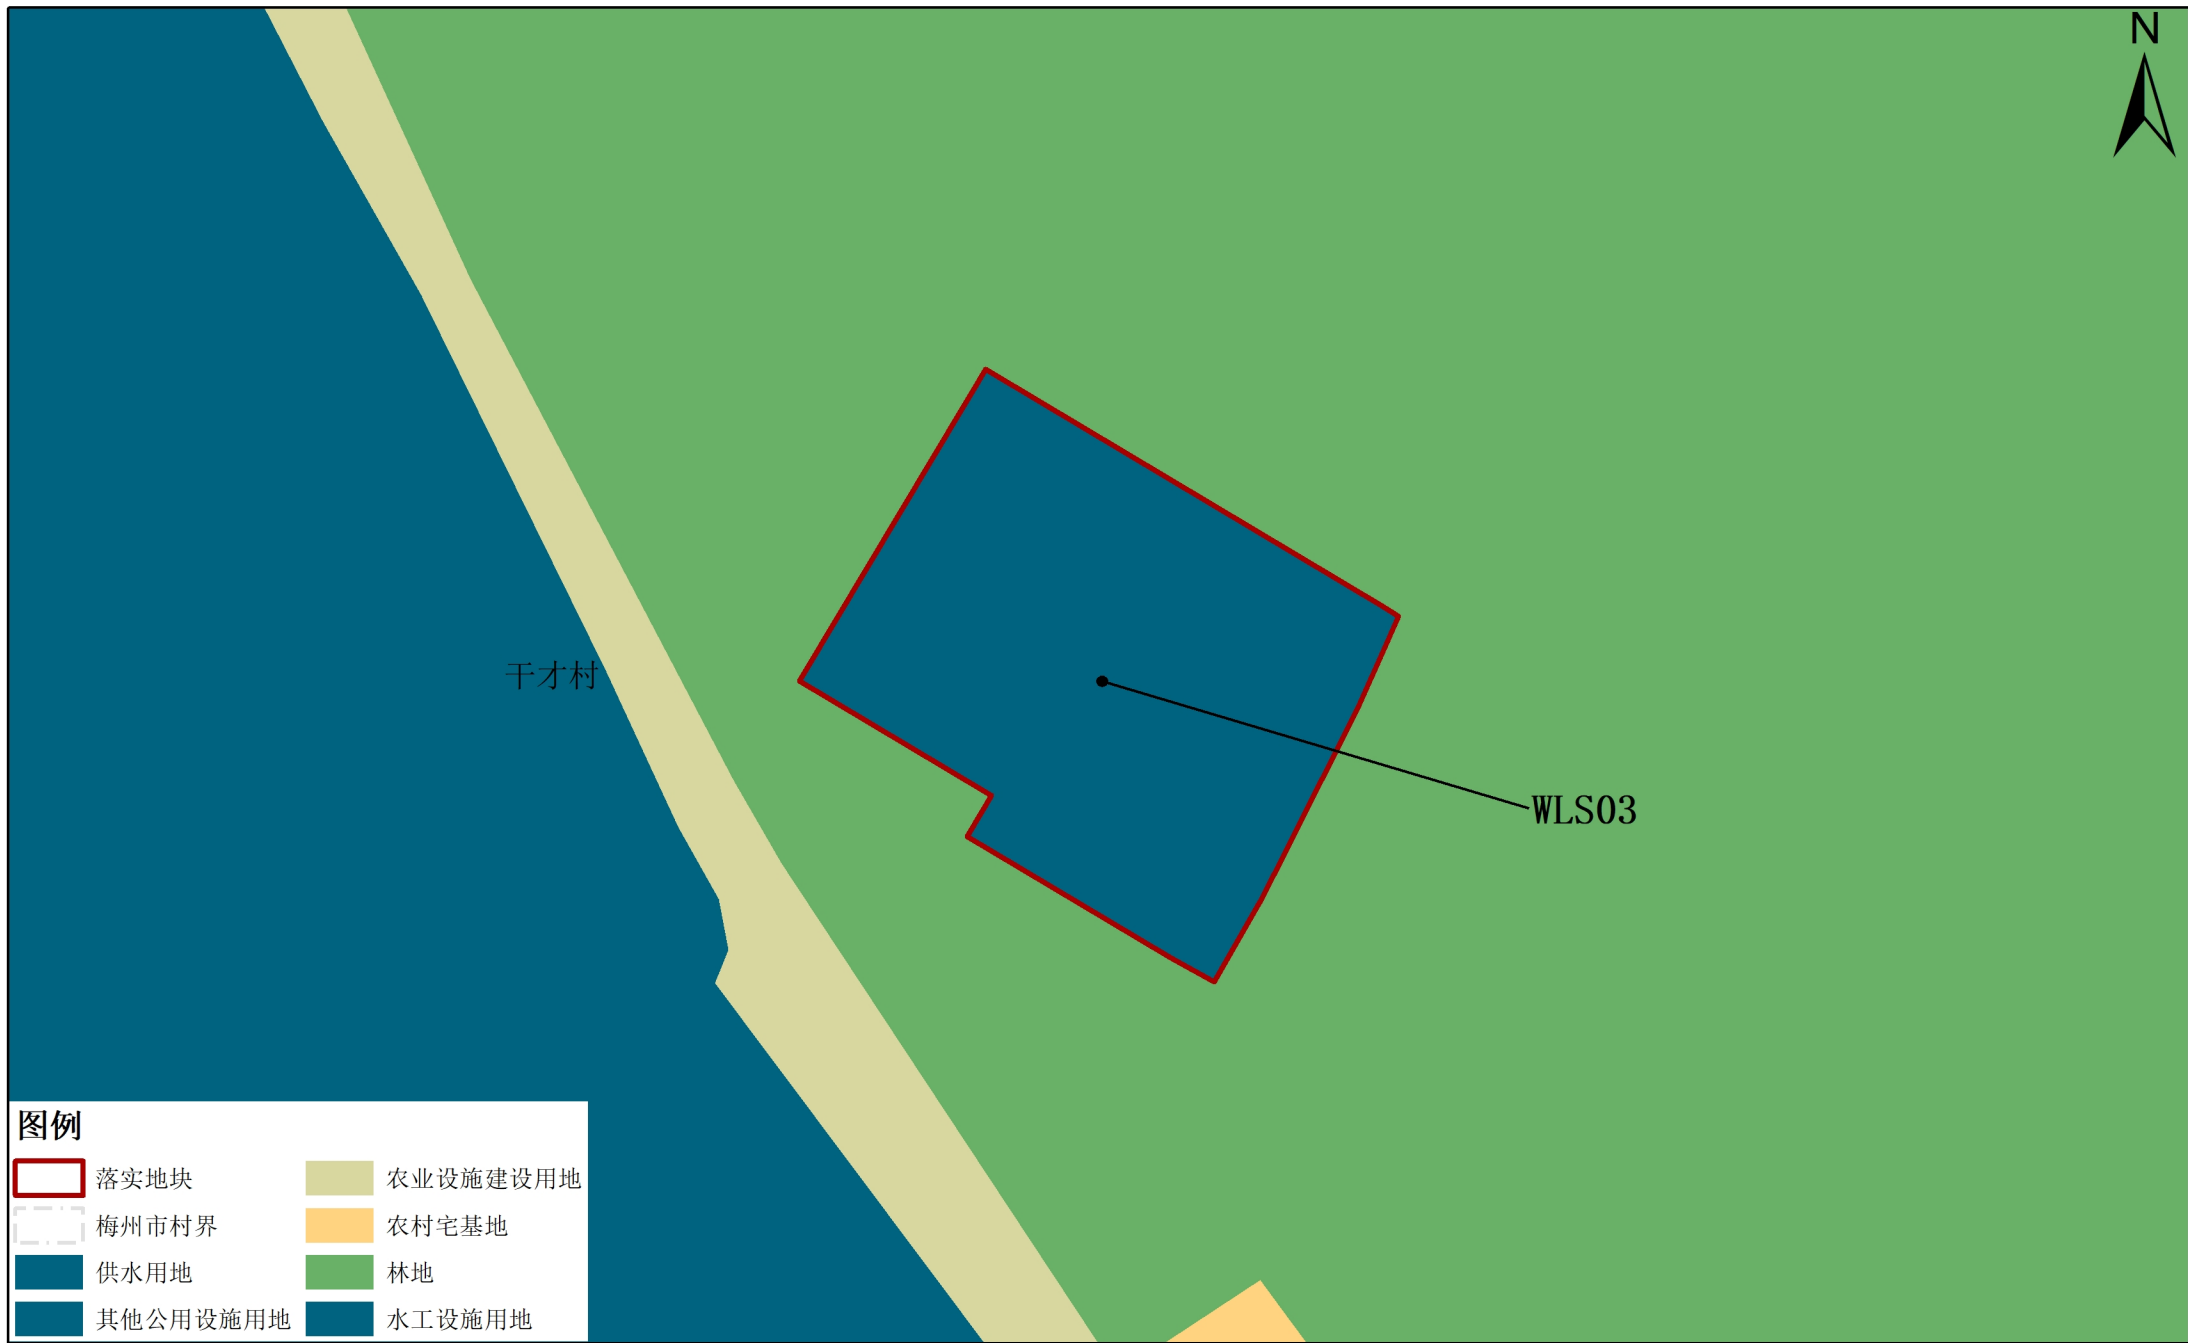 N
干才村
WLS03
图例
落实地块
农业设施建设用地
梅州市村界
农村宅基地
供水用地
林地
其他公用设施用地
水工设施用地